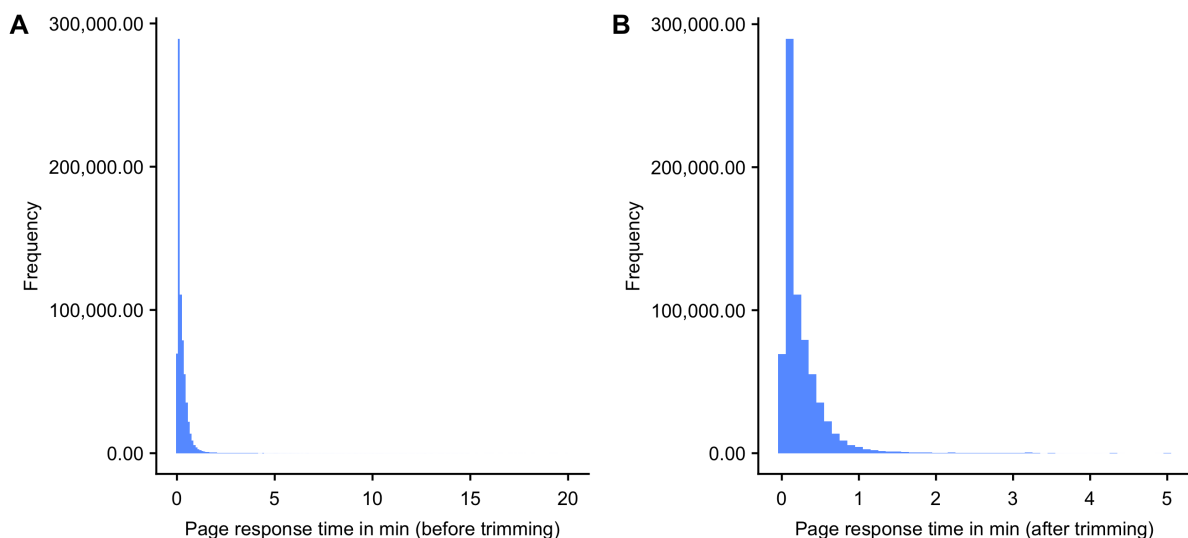 A
300,000.00
200,000.00
100,000.00
0.00
Frequency
0 5 10 15 20
Page response time in min (before trimming)
B
300,000.00
200,000.00
100,000.00
0.00
Frequency
0 1 2 3 4 5
Page response time in min (after trimming)